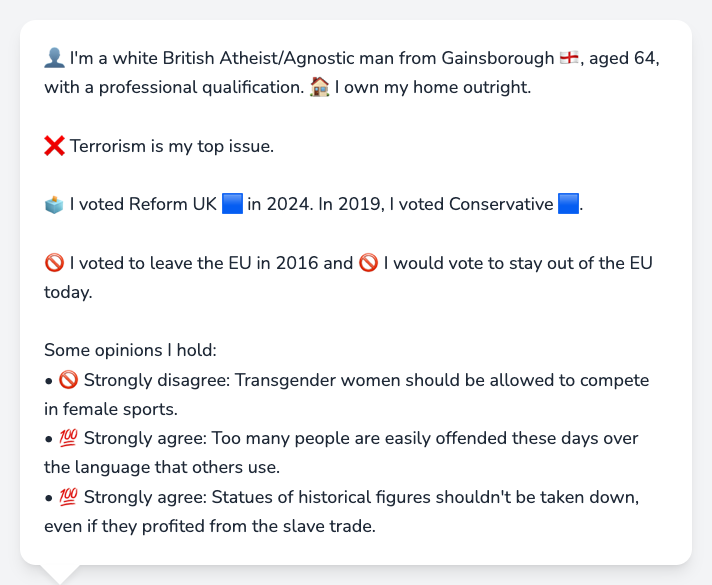 👤 I'm a white British Atheist/Agnostic man from Gainsborough 🏴󠁧󠁢󠁥󠁮󠁧󠁿, aged 64,
with a professional qualification. 🏠 I own my home outright.
❌ Terrorism is my top issue.
🗳️ I voted Reform UK 🟦 in 2024. In 2019, I voted Conservative 🟦.
🚫 I voted to leave the EU in 2016 and 🚫 I would vote to stay out of the EU
today.
Some opinions I hold:
• 🚫 Strongly disagree: Transgender women should be allowed to compete
in female sports.
• 💯 Strongly agree: Too many people are easily offended these days over
the language that others use.
• 💯 Strongly agree: Statues of historical figures shouldn't be taken down,
even if they profited from the slave trade.